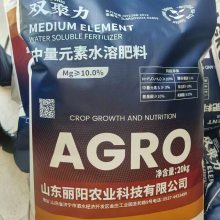 双聚力
MEDIUM ELEMENT
WATER SOLUBLE FERTILIZER
中量元素水溶肥料
Mg≥10.0%
CROP GROWTH AND NUTRITION
AGRO
净含量:20kg
山东丽阳农业科技有限公司